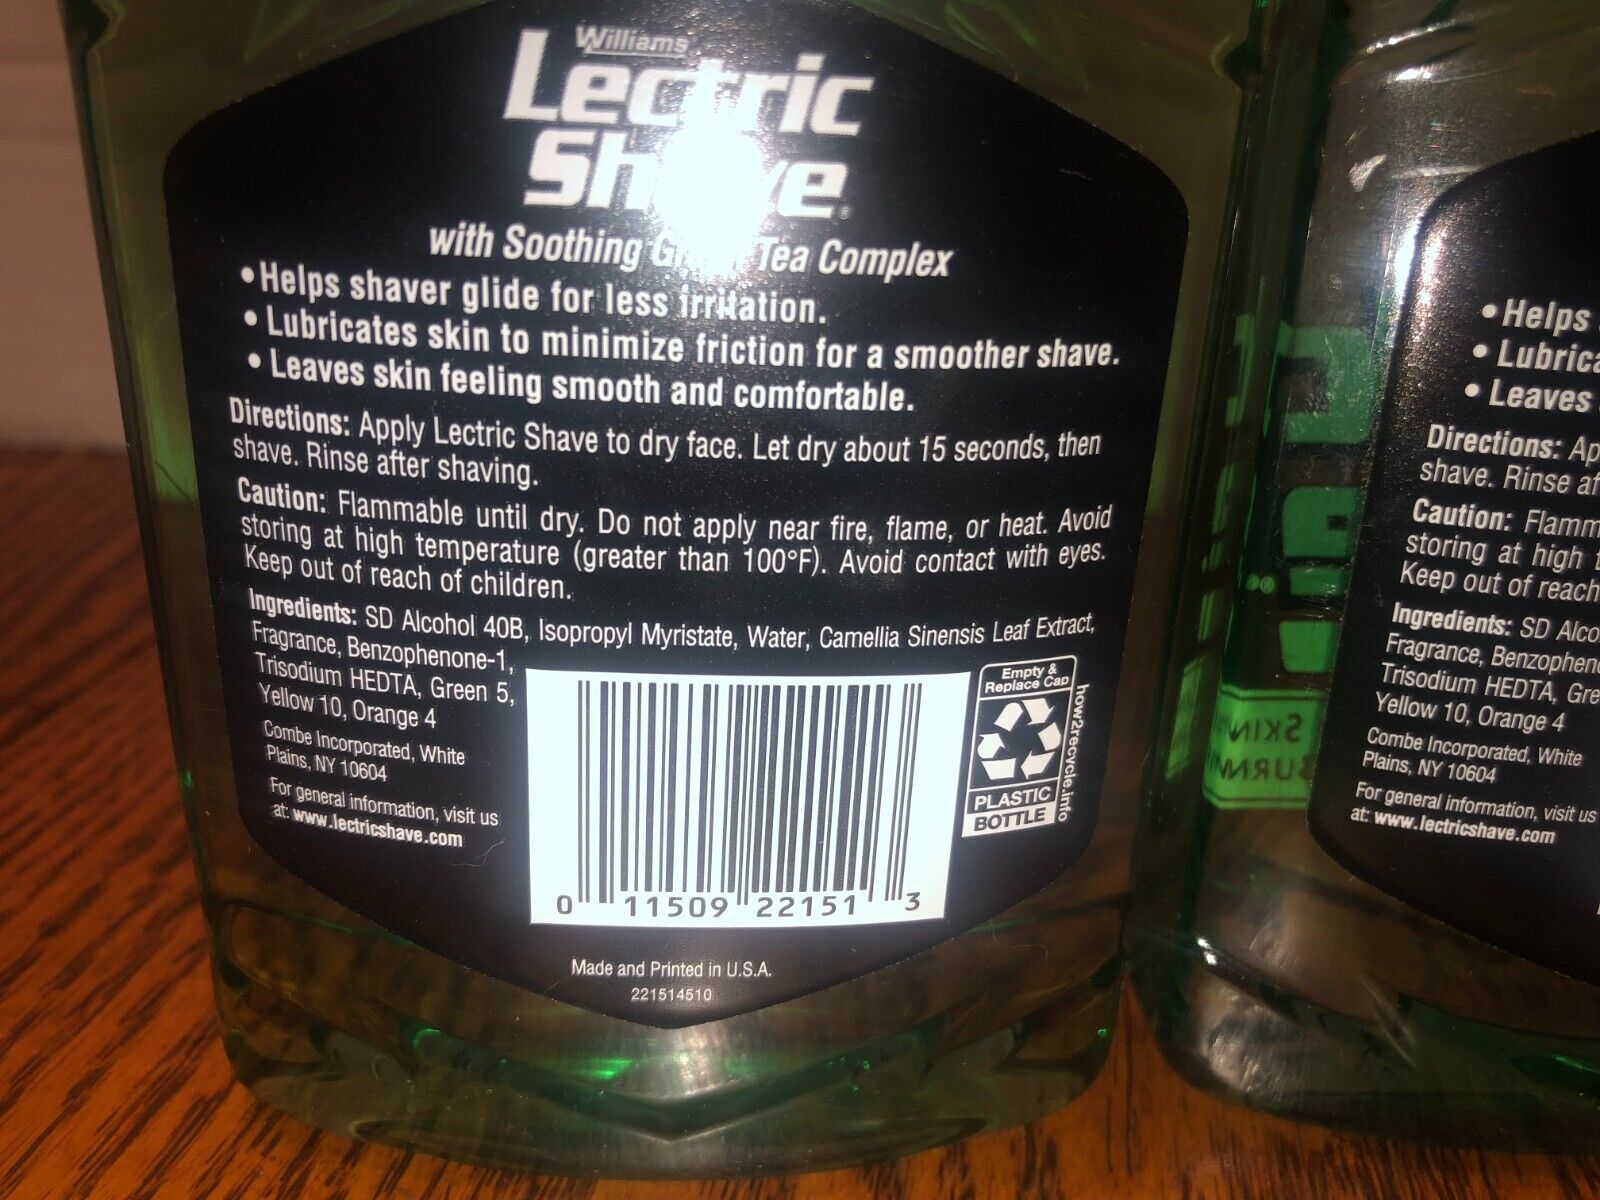 Williams
Lectric
Shave
with Soothing Green Tea Complex
• Helps shaver glide for less irritation.
• Lubricates skin to minimize friction for a smoother shave.
• Leaves skin feeling smooth and comfortable.
Directions: Apply Lectric Shave to dry face. Let dry about 15 seconds, then
shave. Rinse after shaving.
Caution: Flammable until dry. Do not apply near fire, flame, or heat. Avoid
storing at high temperature (greater than 100°F). Avoid contact with eyes.
Keep out of reach of children.
Ingredients: SD Alcohol 40B, Isopropyl Myristate, Water, Camellia Sinensis Leaf Extract,
Fragrance, Benzophenone-1,
Trisodium HEDTA, Green 5,
Yellow 10, Orange 4
Combe Incorporated, White
Plains, NY 10604
For general information, visit us
at: www.lectricshave.com
Empty &
Replace Cap
PLASTIC
BOTTLE
how2recycle.info
0 11509 22151 3
Made and Printed in U.S.A.
221514510
SKIN
BURN
• Helps
• Lubrica
• Leaves
Directions: Ap
shave. Rinse af
Caution: Flamm
storing at high t
Keep out of reach
Ingredients: SD Alco
Fragrance, Benzophen
Trisodium HEDTA, Gre
Yellow 10, Orange 4
Combe Incorporated, White
Plains, NY 10604
For general information, visit us
at: www.lectricshave.com